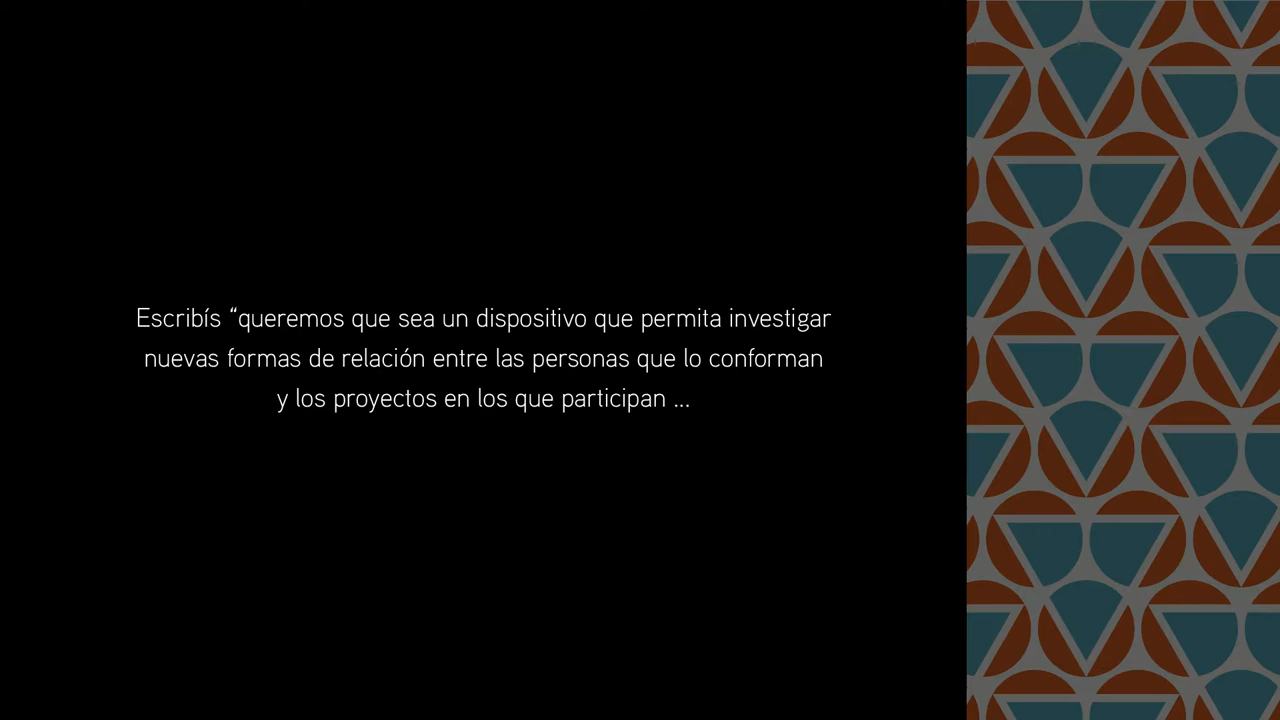 Escribís “queremos que sea un dispositivo que permita investigar
nuevas formas de relación entre las personas que lo conforman
y los proyectos en los que participan ...